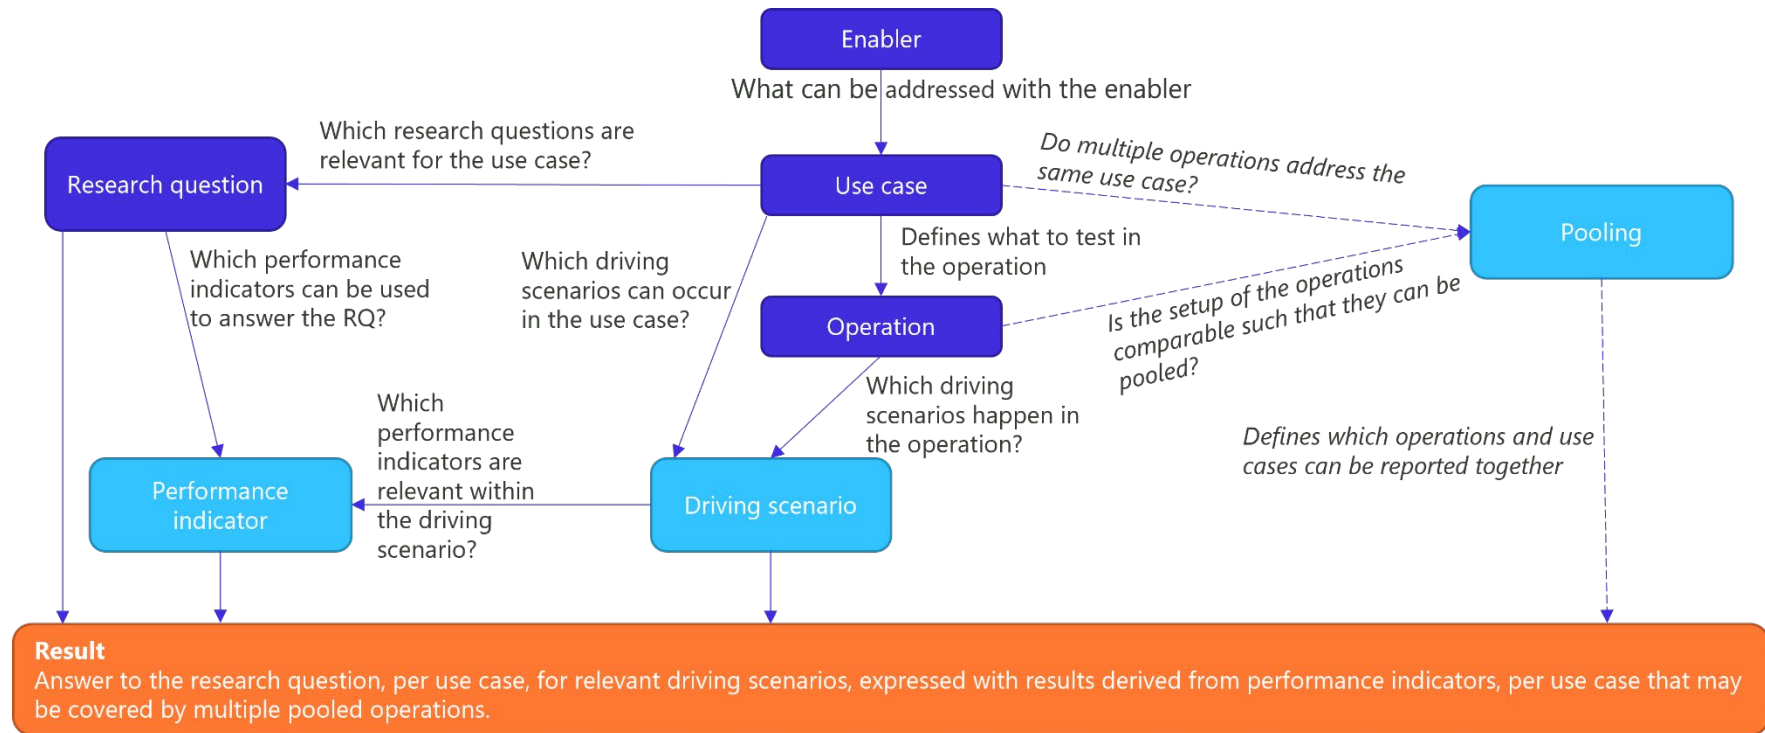 Enabler
What can be addressed with the enabler
Which research questions are
relevant for the use case?
Do multiple operations address the
same use case?
Research question
Use case
Pooling
Defines what to test in
the operation
Which performance
indicators can be used
to answer the RQ?
Which driving
scenarios can occur
in the use case?
Is the setup of the operations
comparable such that they can be
pooled?
Operation
Which driving
scenarios happen in
the operation?
Which
performance
indicators are
relevant within
the driving
scenario?
Defines which operations and use
cases can be reported together
Performance
indicator
Driving scenario
Result
Answer to the research question, per use case, for relevant driving scenarios, expressed with results derived from performance indicators, per use case that may
be covered by multiple pooled operations.